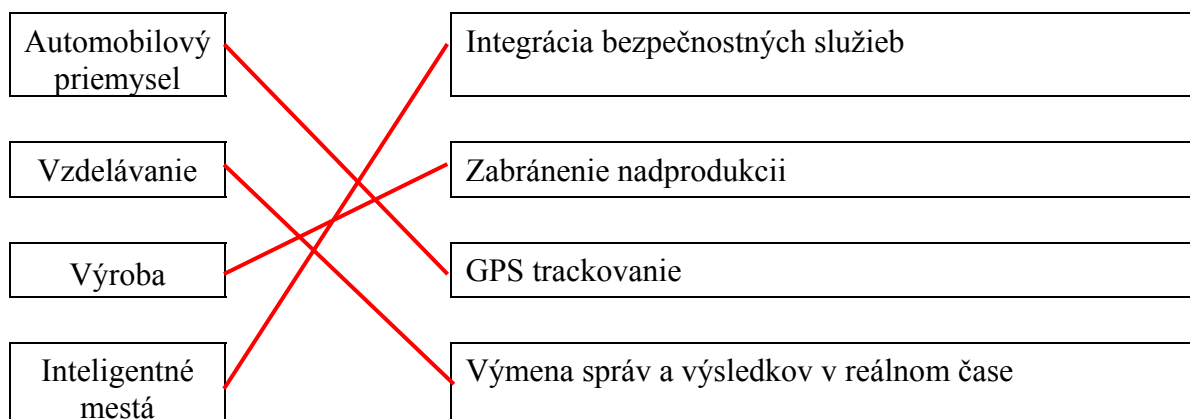 Automobilový
priemysel
Integrácia bezpečnostných služieb
Vzdelávanie
Zabránenie nadprodukcii
Výroba
GPS trackovanie
Inteligentné
mestá
Výmena správ a výsledkov v reálnom čase